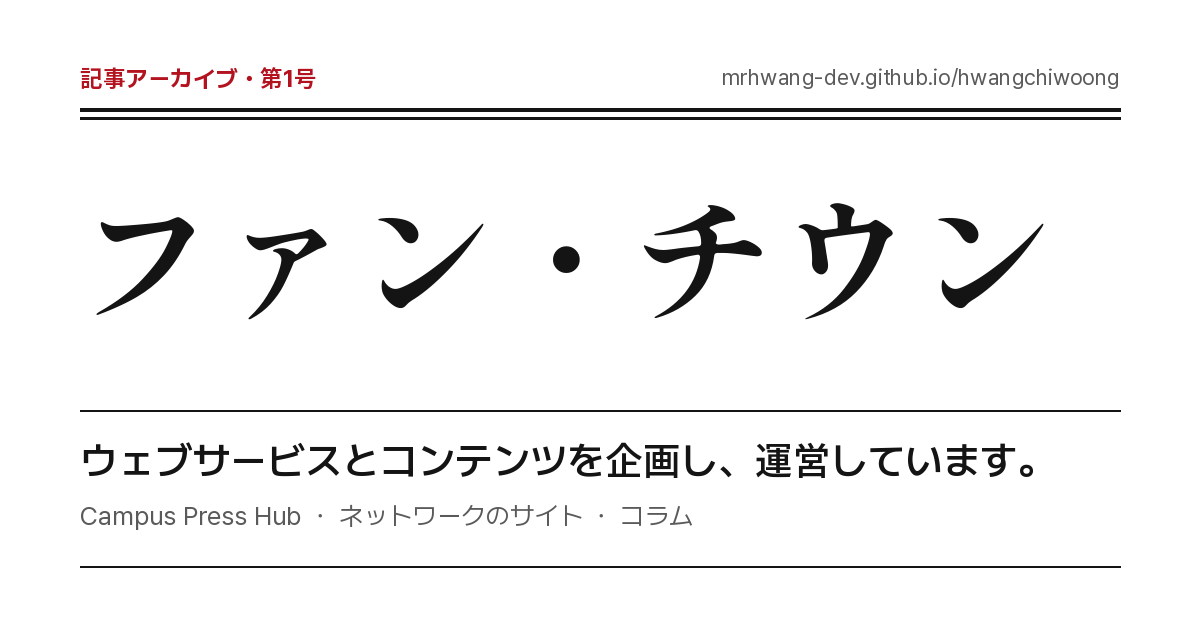 記事アーカイブ・第1号
mrhwang-dev.github.io/hwangchiwoong
ファン・チウン
ウェブサービスとコンテンツを企画し、運営しています。
Campus Press Hub · ネットワークのサイト · コラム